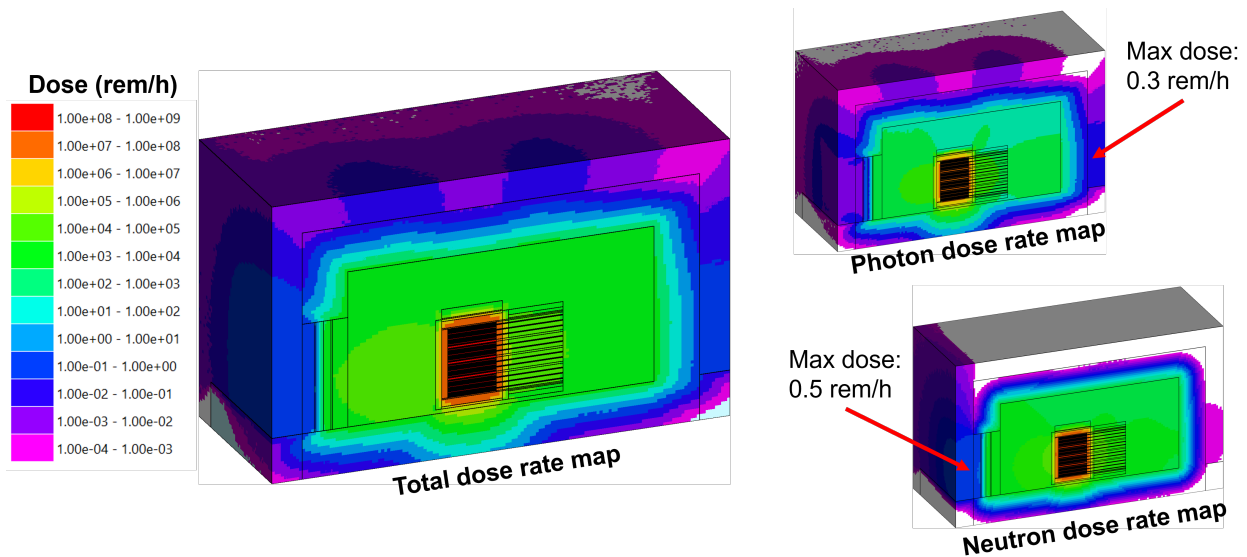 Dose (rem/h)
1.00e+08 - 1.00e+09
1.00e+07 - 1.00e+08
1.00e+06 - 1.00e+07
1.00e+05 - 1.00e+06
1.00e+04 - 1.00e+05
1.00e+03 - 1.00e+04
1.00e+02 - 1.00e+03
1.00e+01 - 1.00e+02
1.00e+00 - 1.00e+01
1.00e-01 - 1.00e+00
1.00e-02 - 1.00e-01
1.00e-03 - 1.00e-02
1.00e-04 - 1.00e-03
Total dose rate map
Max dose:
0.3 rem/h
Photon dose rate map
Max dose:
0.5 rem/h
Neutron dose rate map